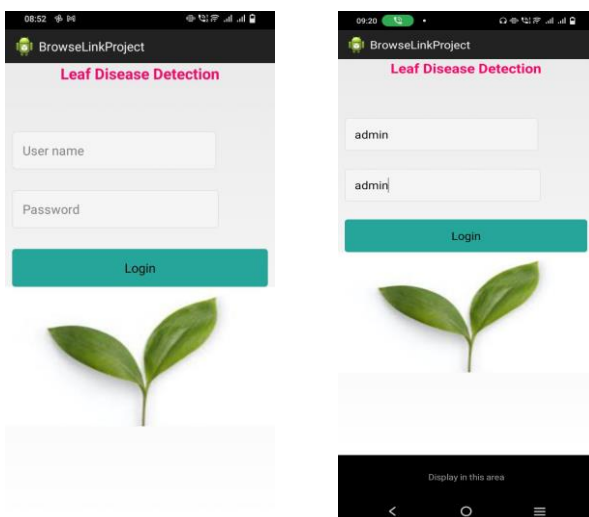 08:52
BrowseLinkProject
Leaf Disease Detection
User name
Password
Login
09:20
BrowseLinkProject
Leaf Disease Detection
admin
admin
Login
Display in this area